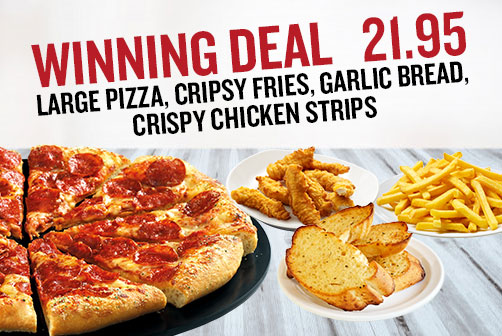 WINNING DEAL 21.95
LARGE PIZZA, CRIPSY FRIES, GARLIC BREAD,
CRISPY CHICKEN STRIPS